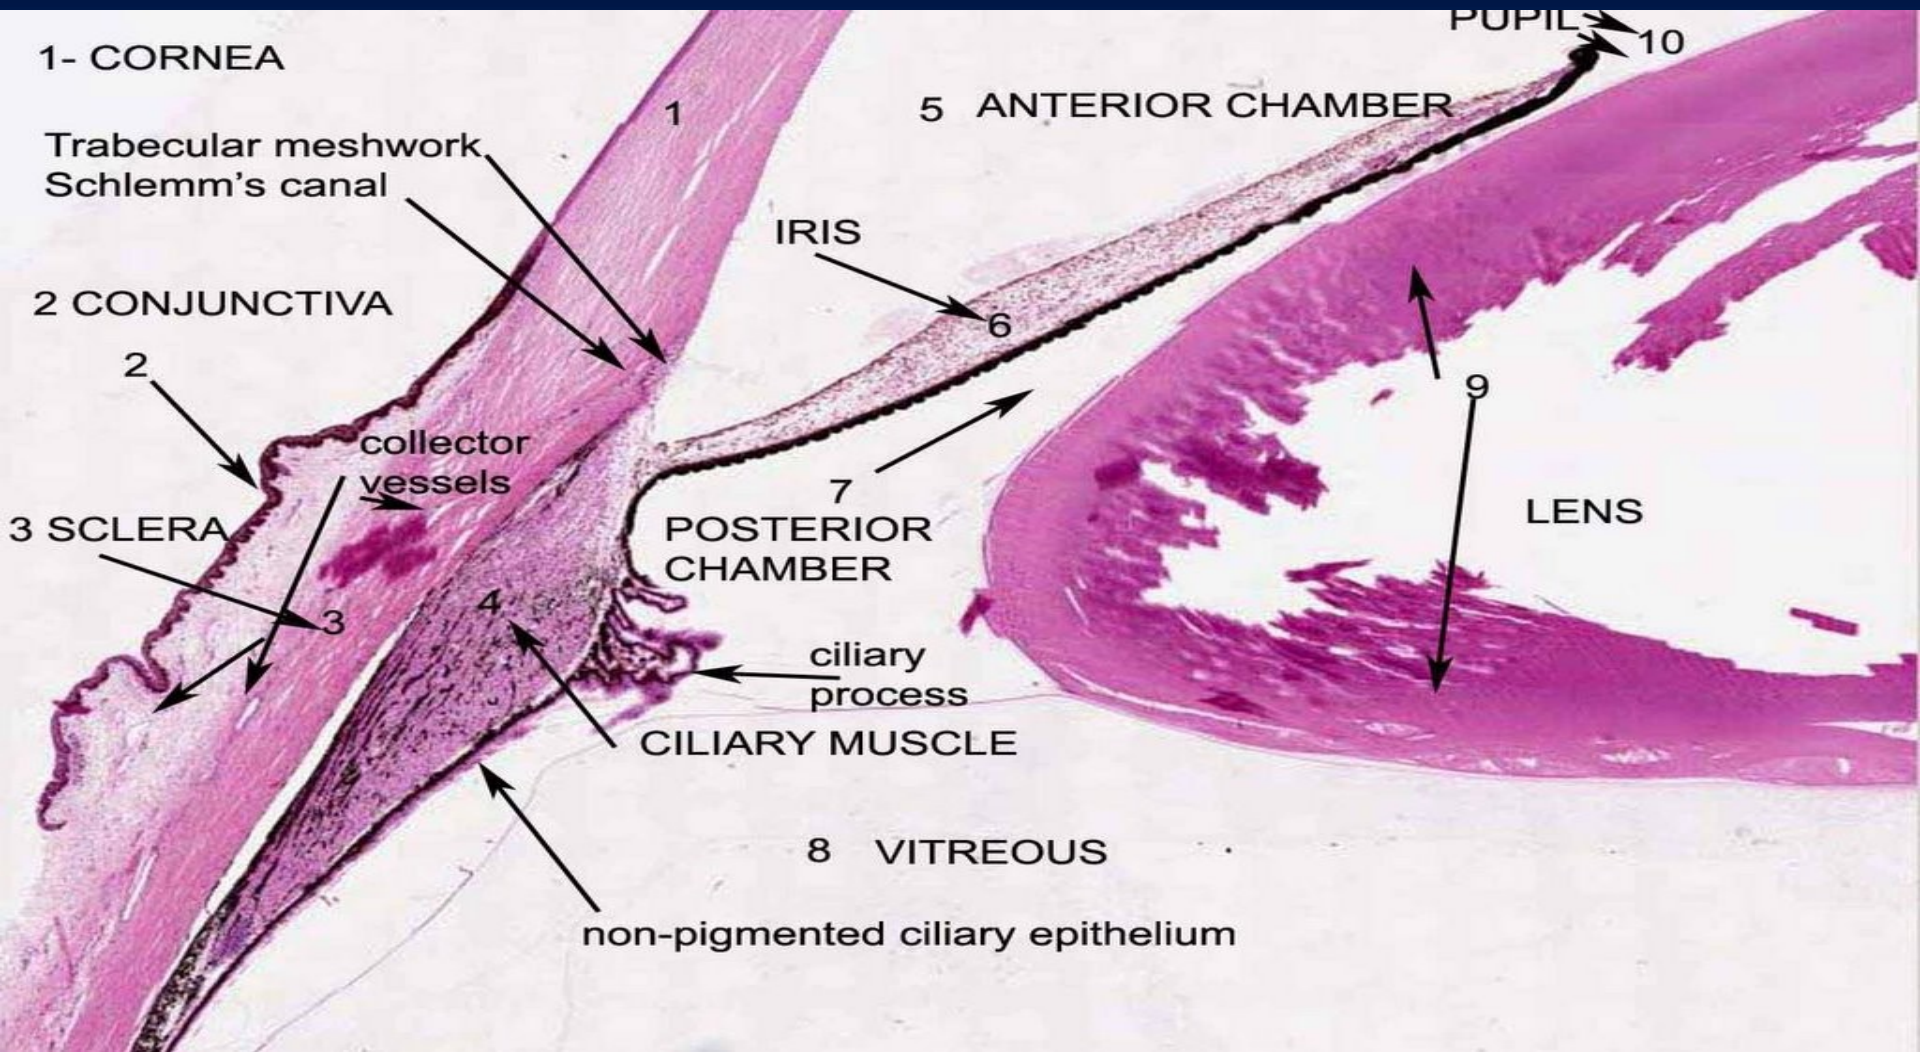 PUPIL
10
1- CORNEA
1
5 ANTERIOR CHAMBER
Trabecular meshwork
Schlemm's canal
IRIS
6
2 CONJUNCTIVA
2
9
collector
vessels
7
POSTERIOR
CHAMBER
LENS
3 SCLERA
3
4
ciliary
process
CILIARY MUSCLE
8 VITREOUS
non-pigmented ciliary epithelium